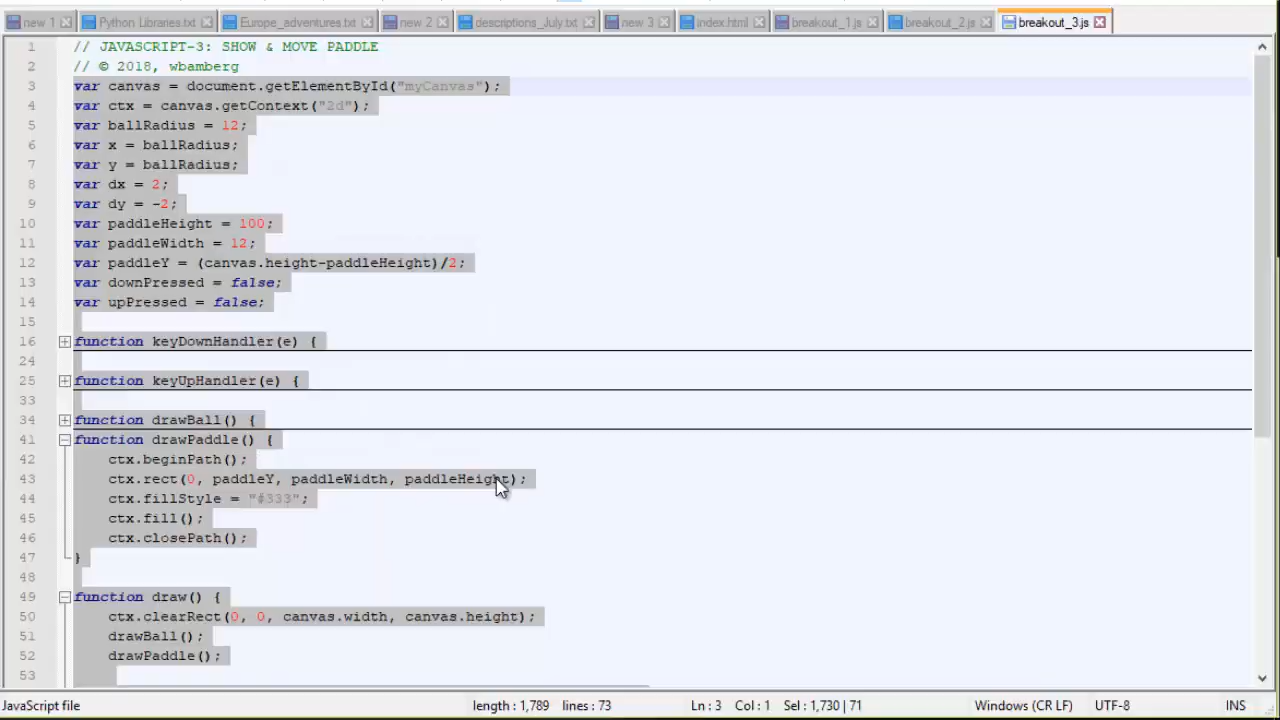 new 1 Python Libraries.txt Europe_adventures.txt new 2 descriptions_July.txt new 3 index.html breakout_1.js breakout_2.js breakout_3.js
1 // JAVASCRIPT-3: SHOW & MOVE PADDLE
2 // © 2018, wbamberg
3 var canvas = document.getElementById("myCanvas");
4 var ctx = canvas.getContext("2d");
5 var ballRadius = 12;
6 var x = ballRadius;
7 var y = ballRadius;
8 var dx = 2;
9 var dy = -2;
10 var paddleHeight = 100;
11 var paddleWidth = 12;
12 var paddleY = (canvas.height-paddleHeight)/2;
13 var downPressed = false;
14 var upPressed = false;
15
16 function keyDownHandler(e) {
24
25 function keyUpHandler(e) {
33
34 function drawBall() {
41 function drawPaddle() {
42 ctx.beginPath();
43 ctx.rect(0, paddleY, paddleWidth, paddleHeight);
44 ctx.fillStyle = "#333";
45 ctx.fill();
46 ctx.closePath();
47 }
48
49 function draw() {
50 ctx.clearRect(0, 0, canvas.width, canvas.height);
51 drawBall();
52 drawPaddle();
53
JavaScript file length : 1,789 lines : 73 Ln : 3 Col : 1 Sel : 1,730 | 71 Windows (CR LF) UTF-8 INS